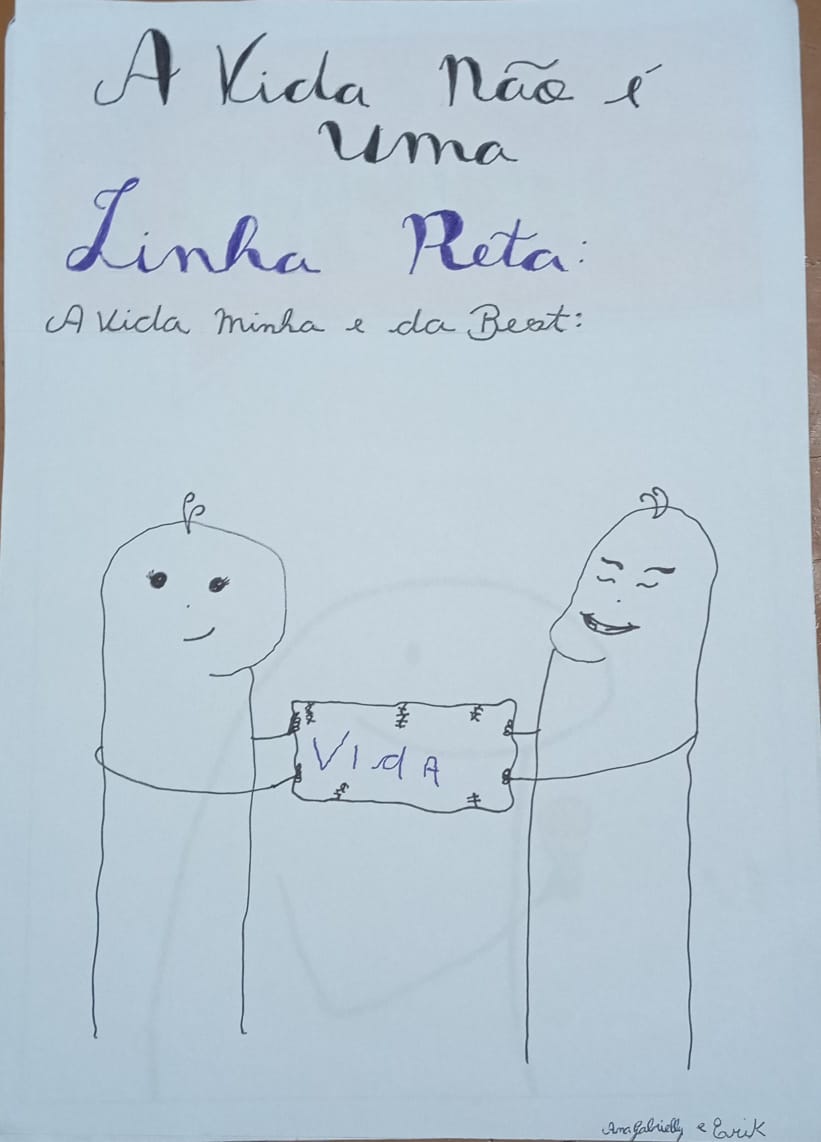 A Vida não é
uma
Linha Reta:
A Vida minha e da Best:
VIdA
Ana Gabrielly e Erik